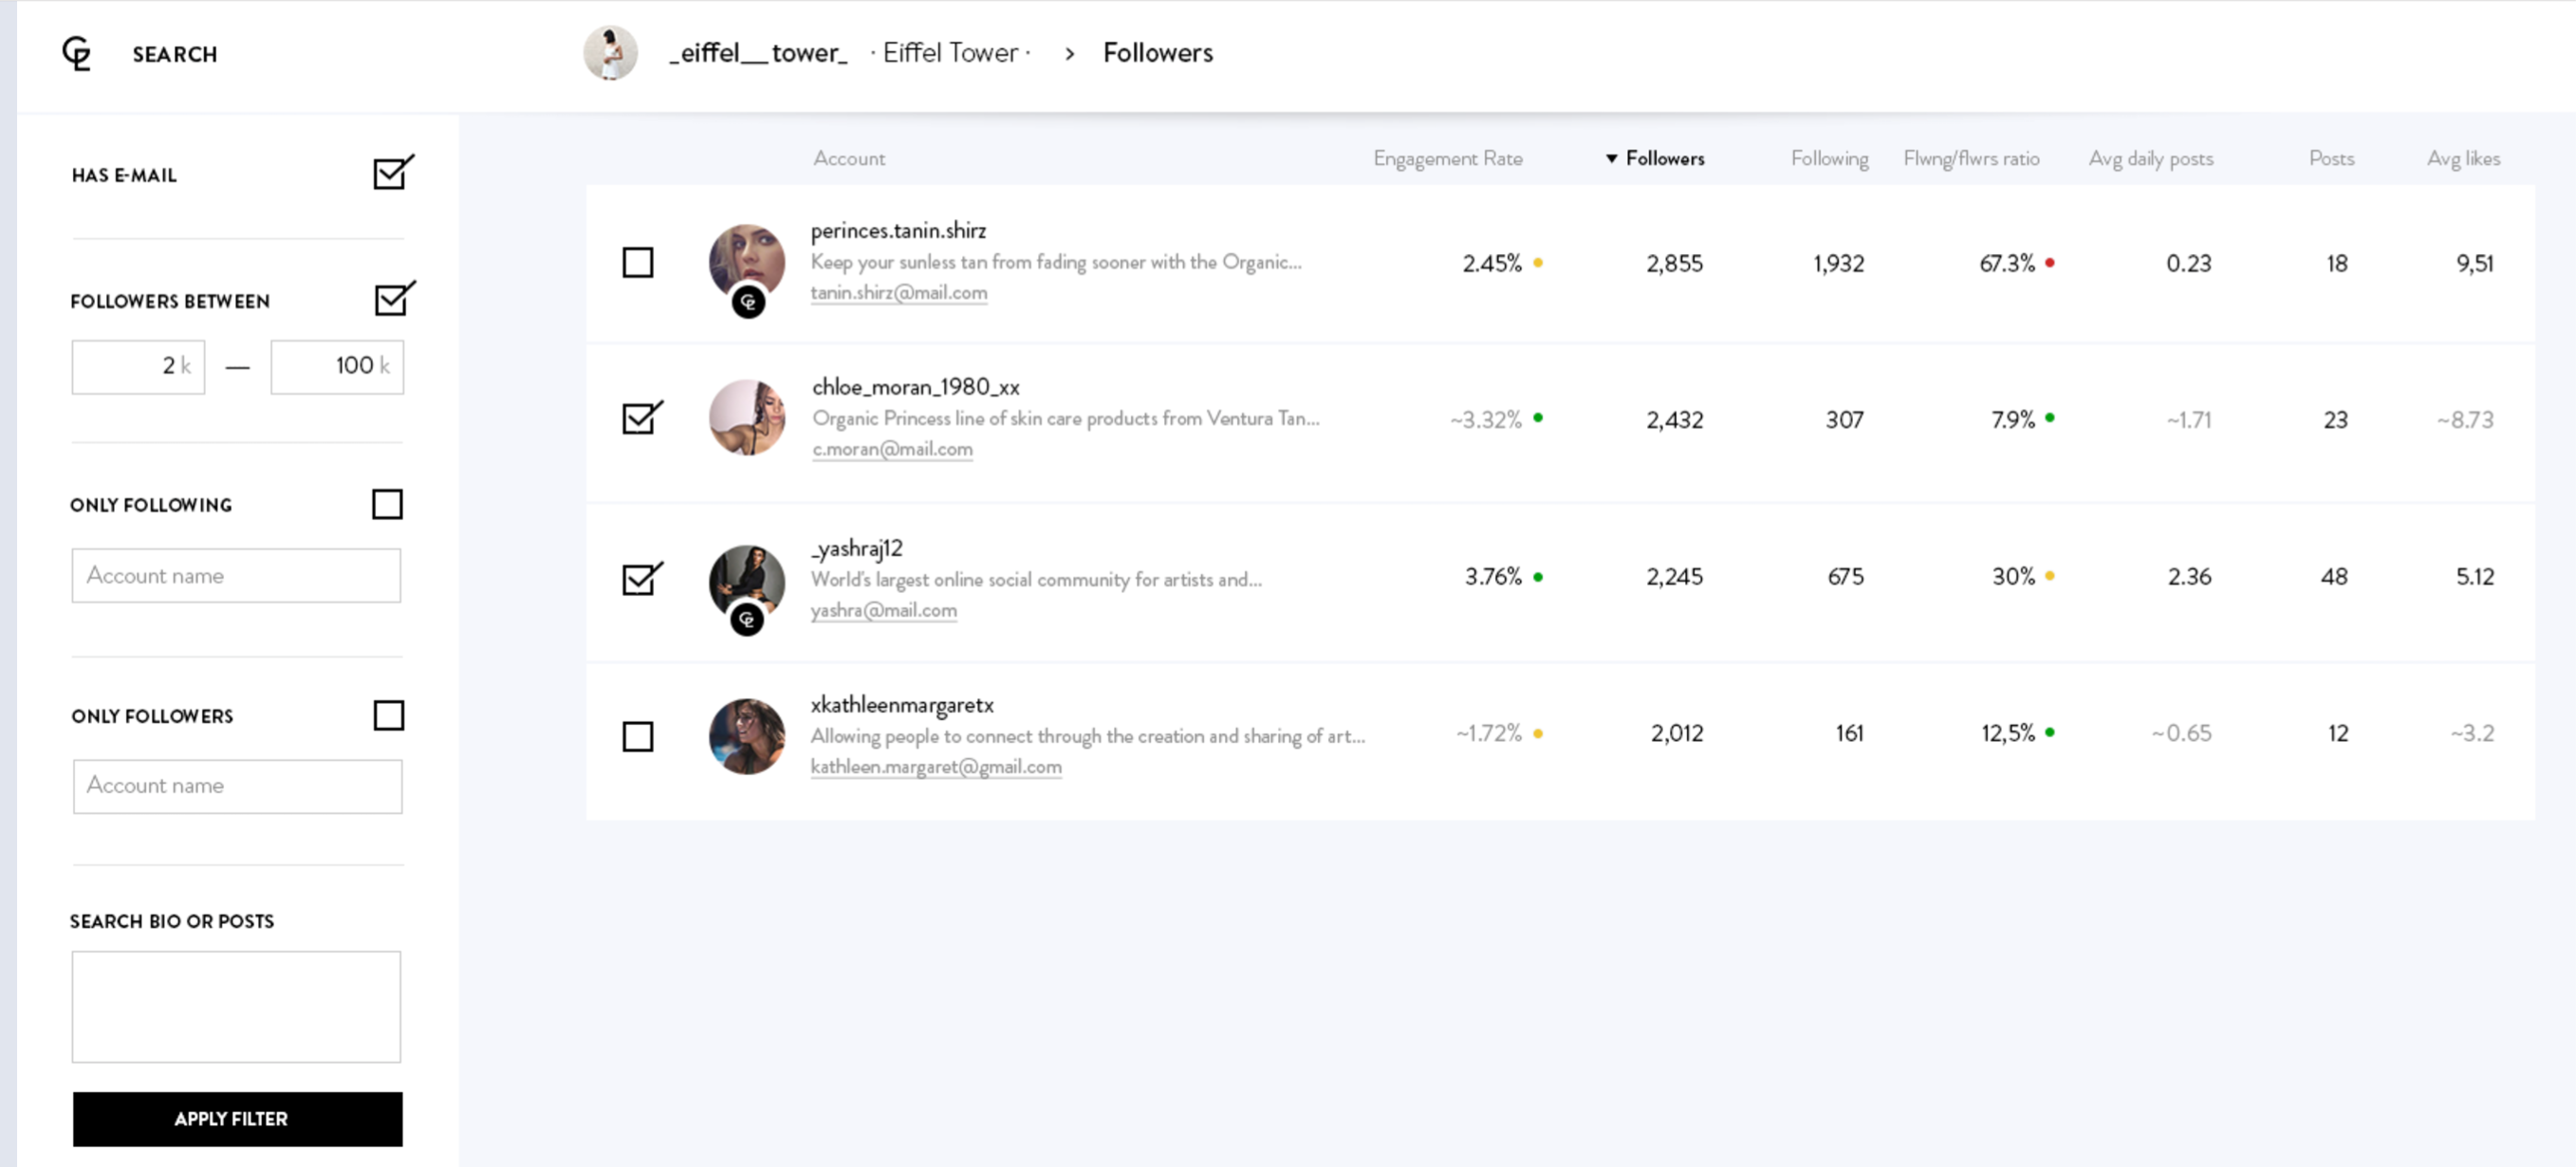 SEARCH
_eiffel__tower_ · Eiffel Tower · > Followers
HAS E-MAIL
FOLLOWERS BETWEEN
2 k — 100 k
ONLY FOLLOWING
Account name
ONLY FOLLOWERS
Account name
SEARCH BIO OR POSTS
APPLY FILTER
Account Engagement Rate ▼ Followers Following Flwng/flwrs ratio Avg daily posts Posts Avg likes
perinces.tanin.shirz
Keep your sunless tan from fading sooner with the Organic...
tanin.shirz@mail.com
2.45% 2,855 1,932 67.3% 0.23 18 9,51
chloe_moran_1980_xx
Organic Princess line of skin care products from Ventura Tan...
c.moran@mail.com
~3.32% 2,432 307 7.9% ~1.71 23 ~8.73
_yashraj12
World's largest online social community for artists and...
yashra@mail.com
3.76% 2,245 675 30% 2.36 48 5.12
xkathleenmargaretx
Allowing people to connect through the creation and sharing of art...
kathleen.margaret@gmail.com
~1.72% 2,012 161 12,5% ~0.65 12 ~3.2